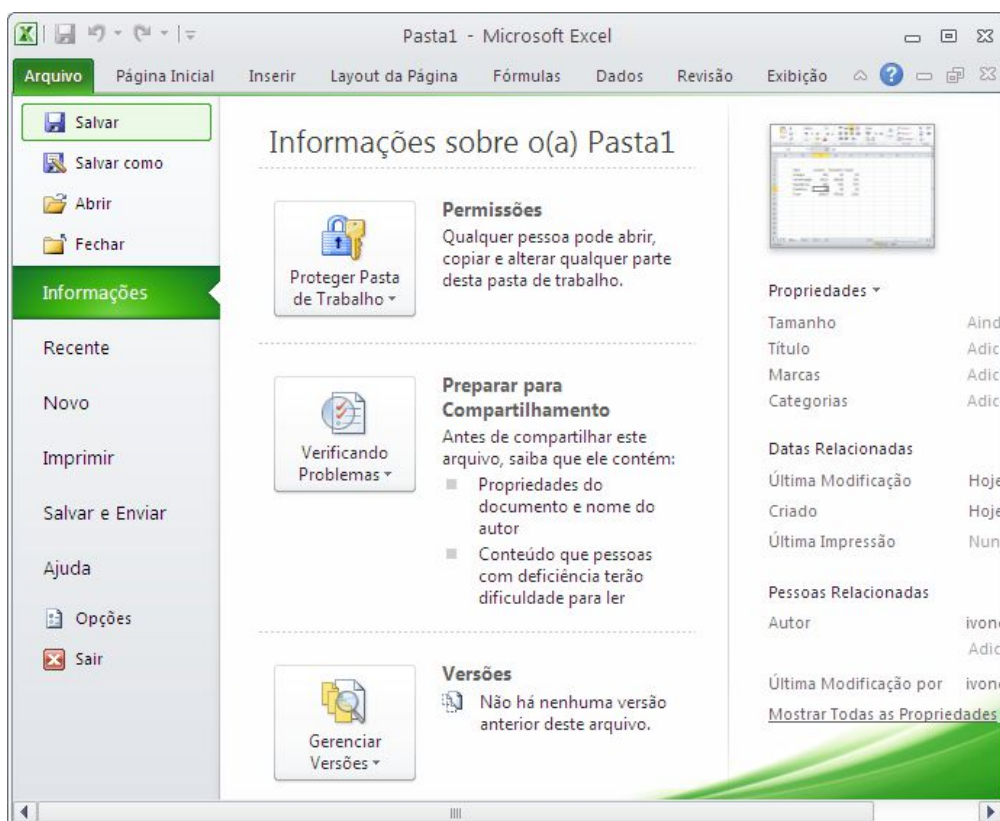 Pasta1 - Microsoft Excel
Arquivo Página Inicial Inserir Layout da Página Fórmulas Dados Revisão Exibição
Salvar
Salvar como
Abrir
Fechar
Informações
Recente
Novo
Imprimir
Salvar e Enviar
Ajuda
Opções
Sair
Informações sobre o(a) Pasta1
Proteger Pasta
de Trabalho
Permissões
Qualquer pessoa pode abrir,
copiar e alterar qualquer parte
desta pasta de trabalho.
Verificando
Problemas
Preparar para
Compartilhamento
Antes de compartilhar este
arquivo, saiba que ele contém:
Propriedades do
documento e nome do
autor
Conteúdo que pessoas
com deficiência terão
dificuldade para ler
Gerenciar
Versões
Versões
Não há nenhuma versão
anterior deste arquivo.
Propriedades
Tamanho
Título
Marcas
Categorias
Datas Relacionadas
Última Modificação Hoje
Criado Hoje
Última Impressão
Pessoas Relacionadas
Autor
Última Modificação por
Mostrar Todas as Propriedades